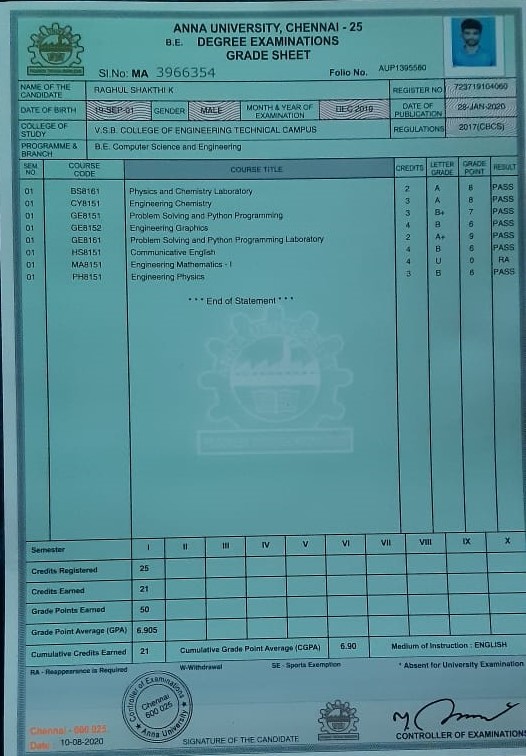 ANNA UNIVERSITY, CHENNAI - 25
B.E. DEGREE EXAMINATIONS
GRADE SHEET
Sl.No: MA 3966354 Folio No. AUP1395560
NAME OF THE CANDIDATE RAGHUL SHAKTHI K REGISTER NO 723719104060
DATE OF BIRTH 19-SEP-01 GENDER MALE MONTH & YEAR OF EXAMINATION DEC 2019 DATE OF PUBLICATION 28-JAN-2020
COLLEGE OF STUDY V.S.B. COLLEGE OF ENGINEERING TECHNICAL CAMPUS REGULATIONS 2017(CBCS)
PROGRAMME & BRANCH B.E. Computer Science and Engineering
SEM. NO. COURSE CODE COURSE TITLE CREDITS LETTER GRADE GRADE POINT RESULT
01 BS8161 Physics and Chemistry Laboratory 2 A 8 PASS
01 CY8151 Engineering Chemistry 3 A 8 PASS
01 GE8151 Problem Solving and Python Programming 3 B+ 7 PASS
01 GE8152 Engineering Graphics 4 B 6 PASS
01 GE8161 Problem Solving and Python Programming Laboratory 2 A+ 9 PASS
01 HS8151 Communicative English 4 B 6 PASS
01 MA8151 Engineering Mathematics - I 4 U 0 RA
01 PH8151 Engineering Physics 3 B 6 PASS
* * * End of Statement * * *
Semester I II III IV V VI VII VIII IX X
Credits Registered 25
Credits Earned 21
Grade Points Earned 50
Grade Point Average (GPA) 6.905
Cumulative Credits Earned 21 Cumulative Grade Point Average (CGPA) 6.90 Medium of Instruction : ENGLISH
RA - Reappearance is Required W-Withdrawal SE - Sports Exemption * Absent for University Examination
Controller of Examinations
Chennai
600 025
Anna University
Chennai - 600 025.
Date : 10-08-2020 SIGNATURE OF THE CANDIDATE CONTROLLER OF EXAMINATIONS